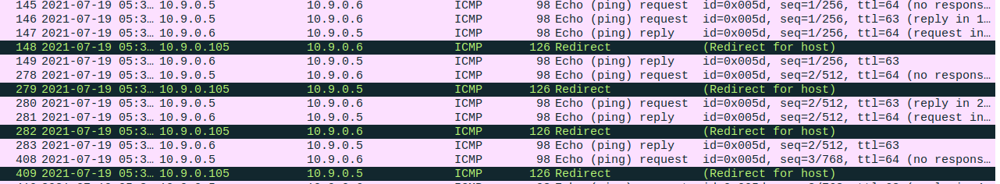 145 2021-07-19 05:3… 10.9.0.5 10.9.0.6 ICMP 98 Echo (ping) request id=0x005d, seq=1/256, ttl=64 (no respons…
146 2021-07-19 05:3… 10.9.0.5 10.9.0.6 ICMP 98 Echo (ping) request id=0x005d, seq=1/256, ttl=63 (reply in 1…
147 2021-07-19 05:3… 10.9.0.6 10.9.0.5 ICMP 98 Echo (ping) reply id=0x005d, seq=1/256, ttl=64 (request in…
148 2021-07-19 05:3… 10.9.0.105 10.9.0.6 ICMP 126 Redirect (Redirect for host)
149 2021-07-19 05:3… 10.9.0.6 10.9.0.5 ICMP 98 Echo (ping) reply id=0x005d, seq=1/256, ttl=63
278 2021-07-19 05:3… 10.9.0.5 10.9.0.6 ICMP 98 Echo (ping) request id=0x005d, seq=2/512, ttl=64 (no respons…
279 2021-07-19 05:3… 10.9.0.105 10.9.0.5 ICMP 126 Redirect (Redirect for host)
280 2021-07-19 05:3… 10.9.0.5 10.9.0.6 ICMP 98 Echo (ping) request id=0x005d, seq=2/512, ttl=63 (reply in 2…
281 2021-07-19 05:3… 10.9.0.6 10.9.0.5 ICMP 98 Echo (ping) reply id=0x005d, seq=2/512, ttl=64 (request in…
282 2021-07-19 05:3… 10.9.0.105 10.9.0.6 ICMP 126 Redirect (Redirect for host)
283 2021-07-19 05:3… 10.9.0.6 10.9.0.5 ICMP 98 Echo (ping) reply id=0x005d, seq=2/512, ttl=63
408 2021-07-19 05:3… 10.9.0.5 10.9.0.6 ICMP 98 Echo (ping) request id=0x005d, seq=3/768, ttl=64 (no respons…
409 2021-07-19 05:3… 10.9.0.105 10.9.0.5 ICMP 126 Redirect (Redirect for host)